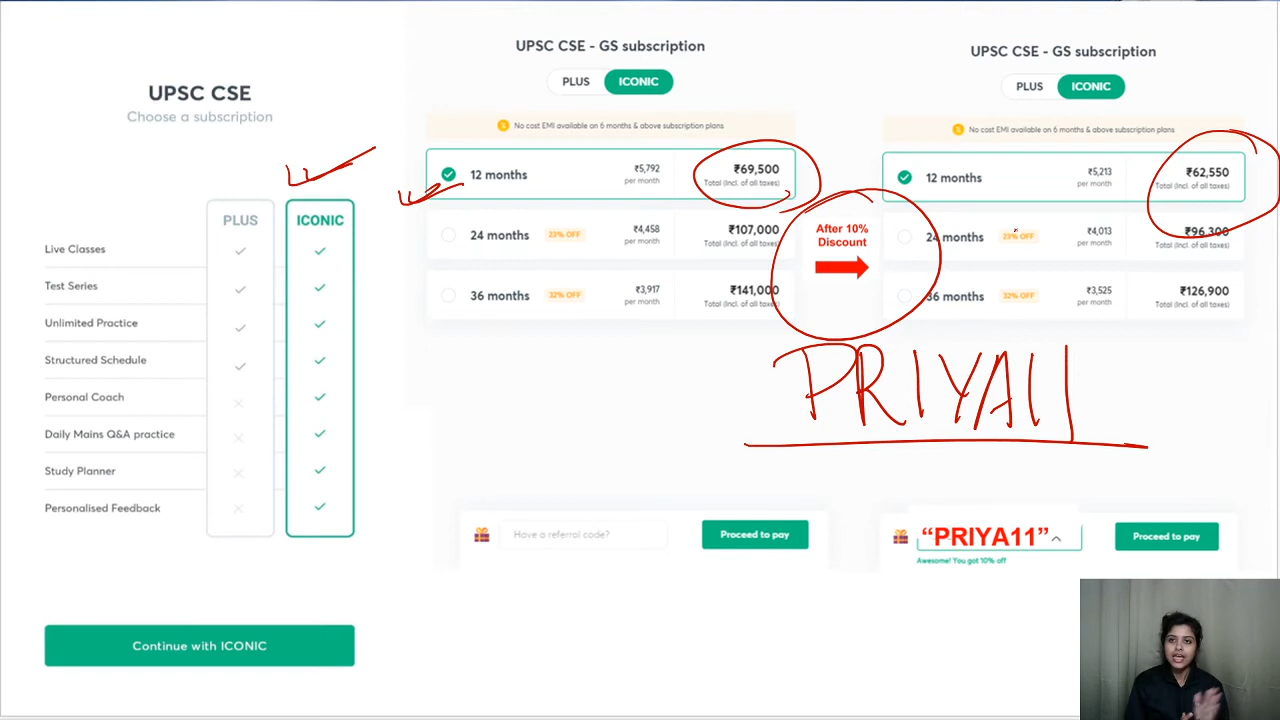 UPSC CSE
Choose a subscription
PLUS
ICONIC
Live Classes
Test Series
Unlimited Practice
Structured Schedule
Personal Coach
Daily Mains Q&A practice
Study Planner
Personalised Feedback
Continue with ICONIC
UPSC CSE - GS subscription
PLUS
ICONIC
No cost EMI available on 6 months & above subscription plans
12 months ₹5,792 ₹69,500
per month Total (Incl. of all taxes)
24 months 23% OFF ₹4,458 ₹107,000
per month Total (Incl. of all taxes)
36 months 32% OFF ₹3,917 ₹141,000
per month Total (Incl. of all taxes)
Have a referral code?
Proceed to pay
After 10%
Discount
UPSC CSE - GS subscription
PLUS
ICONIC
No cost EMI available on 6 months & above subscription plans
12 months ₹5,213 ₹62,550
per month Total (Incl. of all taxes)
24 months 23% OFF ₹4,013 ₹96,300
per month Total (Incl. of all taxes)
36 months 32% OFF ₹3,525 ₹126,900
per month Total (Incl. of all taxes)
PRIYA11
“PRIYA11”
Proceed to pay
Awesome! You got 10% off